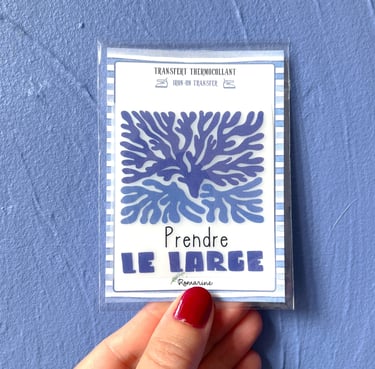 TRANSFERT THERMOCOLLANT
IRON-ON TRANSFER
Prendre
LE LARGE
Romarine